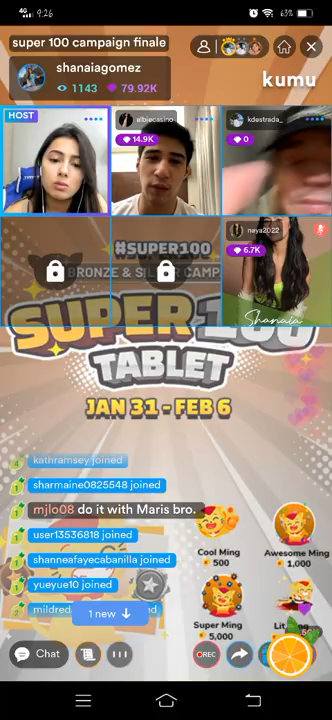 4G 9:26
63%
super 100 campaign finale
shanaiagomez
1143 79.92K
kumu
HOST
albiecasino
14.9K
kdestrada_
0
naya2022
6.7K
#SUPER100
BRONZE & SILVER CAMP
SUPER 100
TABLET
JAN 31 - FEB 6
Shanaia
kathramsey joined
sharmaine0825548 joined
mjlo08 do it with Maris bro.
user13536818 joined
shanneafayecabanilla joined
yueyue10 joined
mildred
1 new ↓
Cool Ming
500
Awesome Ming
1,000
Super Ming
5,000
Chat
REC